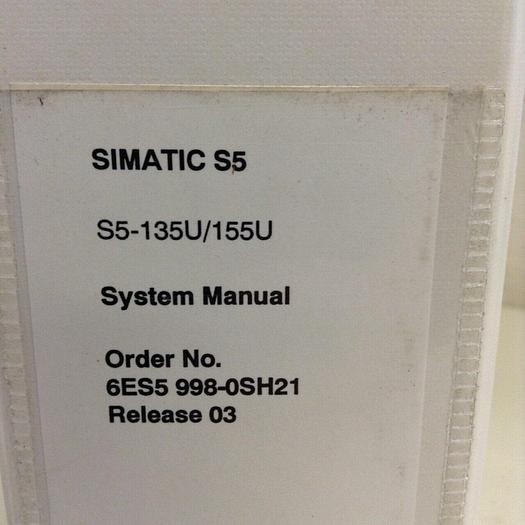 SIMATIC S5
S5-135U/155U
System Manual
Order No.
6ES5 998-0SH21
Release 03